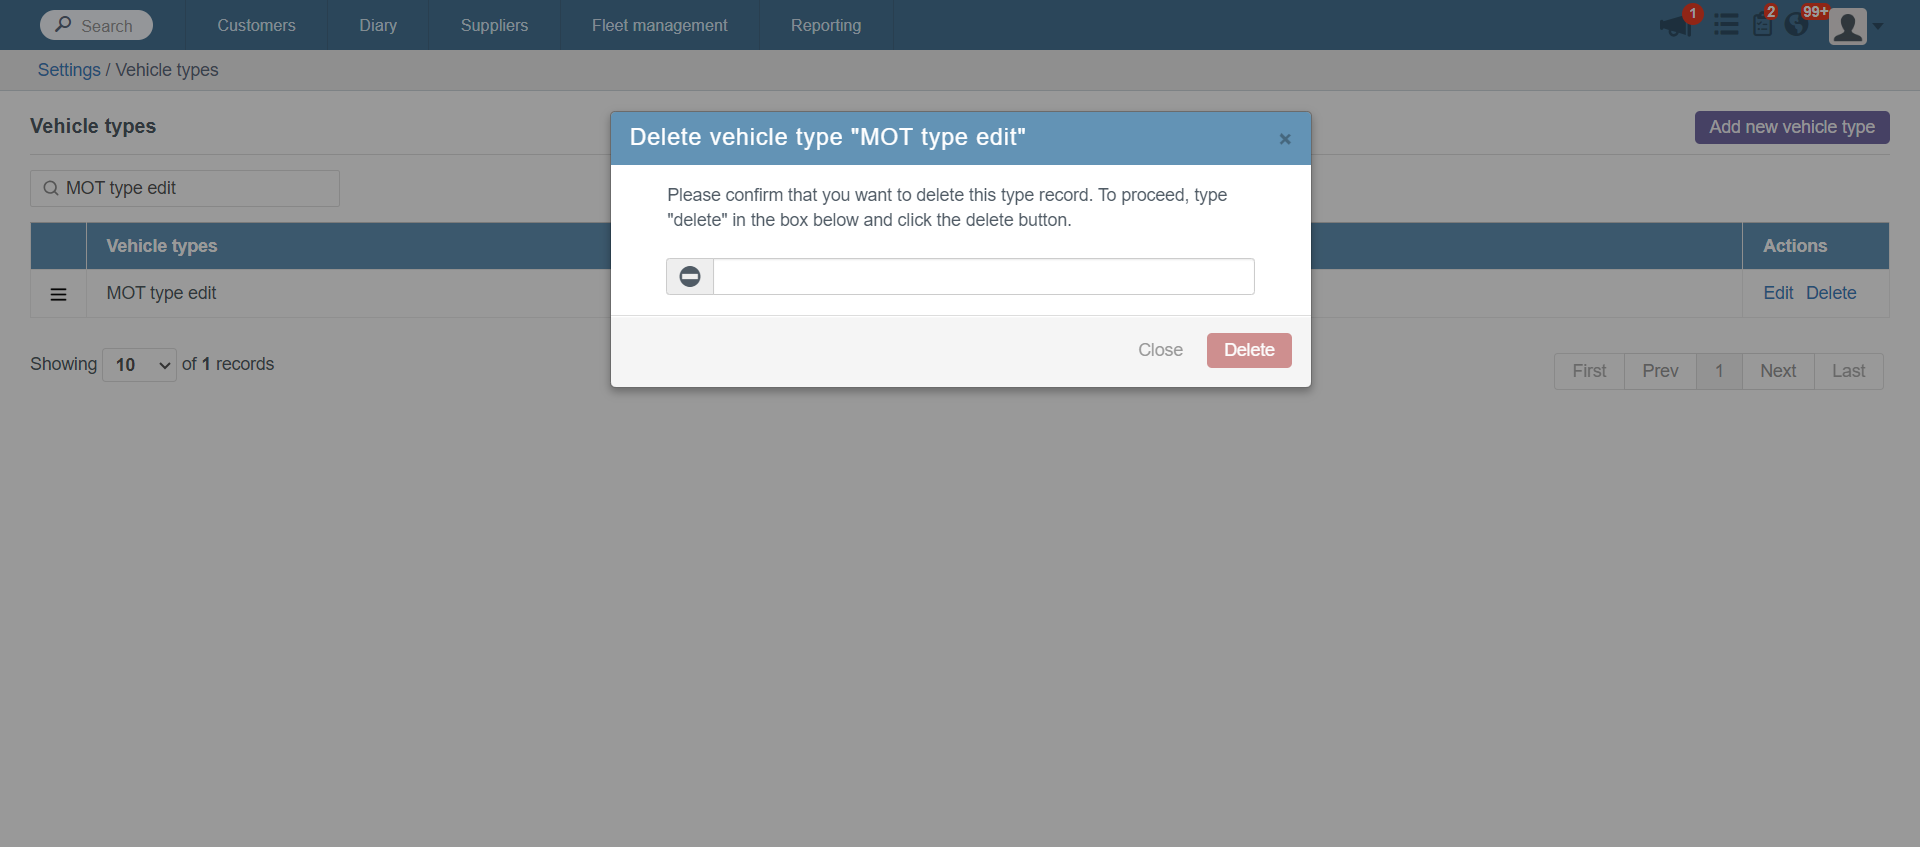 Search Customers Diary Suppliers Fleet management Reporting 1 2 99+
Settings / Vehicle types
Vehicle types
Add new vehicle type
MOT type edit
Vehicle types Actions
MOT type edit Edit Delete
Showing 10 of 1 records
First Prev 1 Next Last
Delete vehicle type "MOT type edit" ×
Please confirm that you want to delete this type record. To proceed, type
"delete" in the box below and click the delete button.
Close Delete